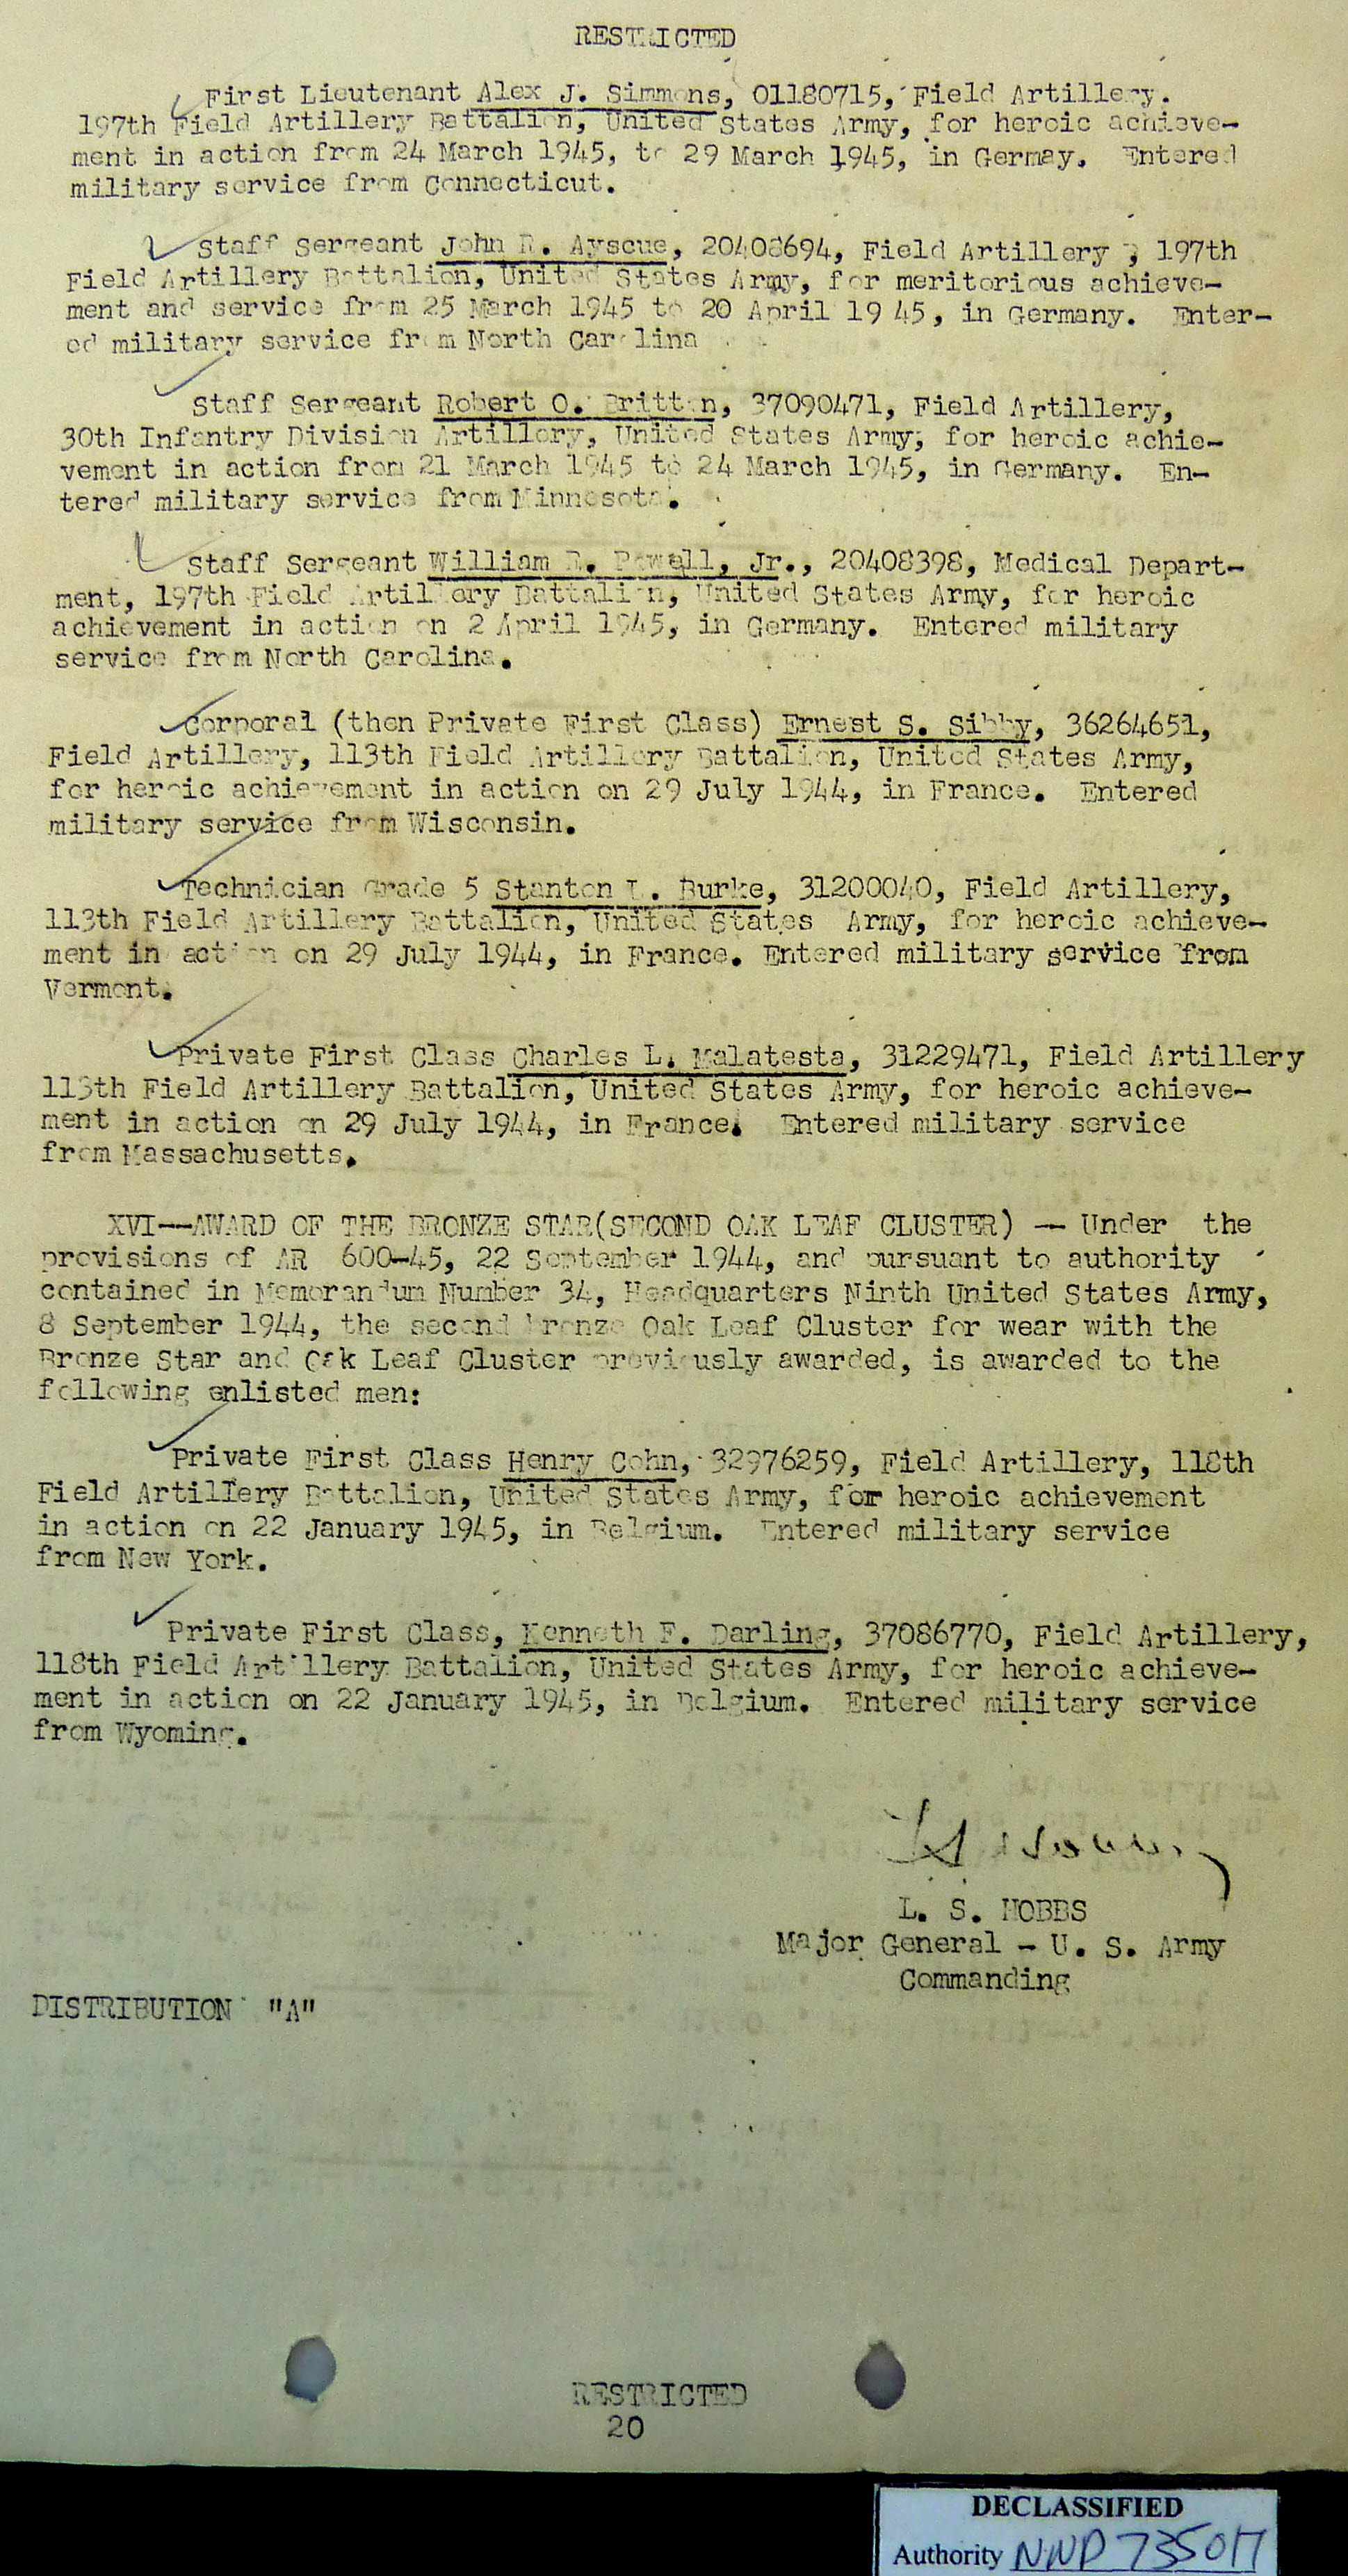 RESTRICTED
First Lieutenant Alex J. Simmons, 01180715, Field Artillery.
197th Field Artillery Battalion, United States Army, for heroic achieve-
ment in action from 24 March 1945, to 29 March 1945, in Germay. Entered
military service from Connecticut.
Staff Sergeant John R. Ayscue, 20408694, Field Artillery , 197th
Field Artillery Battalion, United States Army, for meritorious achieve-
ment and service from 25 March 1945 to 20 April 19 45, in Germany. Enter-
ed military service from North Carolina
Staff Sergeant Robert O. Britton, 37090471, Field Artillery,
30th Infantry Division Artillery, United States Army, for heroic achie-
vement in action from 21 March 1945 to 24 March 1945, in Germany. En-
tered military service from Minnesota.
Staff Sergeant William Powell, Jr., 20408398, Medical Depart-
ment, 197th Field Artillery Battalion, United States Army, for heroic
achievement in action on 2 April 1945, in Germany. Entered military
service from North Carolina.
Corporal (then Private First Class) Ernest S. Sibby, 36264651,
Field Artillery, 113th Field Artillery Battalion, United States Army,
for heroic achievement in action on 29 July 1944, in France. Entered
military service from Wisconsin.
Technician Grade 5 Stanton L. Burke, 31200040, Field Artillery,
113th Field Artillery Battalion, United States Army, for heroic achieve-
ment in action on 29 July 1944, in France. Entered military service from
Vermont.
Private First Class Charles L. Malatesta, 31229471, Field Artillery
113th Field Artillery Battalion, United States Army, for heroic achieve-
ment in action on 29 July 1944, in France. Entered military service
from Massachusetts.
XVI--AWARD OF THE BRONZE STAR(SECOND OAK LEAF CLUSTER) -- Under the
provisions of AR 600-45, 22 September 1944, and pursuant to authority
contained in Memorandum Number 34, Headquarters Ninth United States Army,
8 September 1944, the second bronze Oak Leaf Cluster for wear with the
Bronze Star and Oak Leaf Cluster previously awarded, is awarded to the
following enlisted men:
Private First Class Henry Cohn, 32976259, Field Artillery, 118th
Field Artillery Battalion, United States Army, for heroic achievement
in action on 22 January 1945, in Belgium. Entered military service
from New York.
Private First Class, Kenneth F. Darling, 37086770, Field Artillery,
118th Field Artillery Battalion, United States Army, for heroic achieve-
ment in action on 22 January 1945, in Belgium. Entered military service
from Wyoming.
L. S. HOBBS
Major General - U. S. Army
Commanding
DISTRIBUTION "A"
RESTRICTED
20
DECLASSIFIED
Authority NND 735017